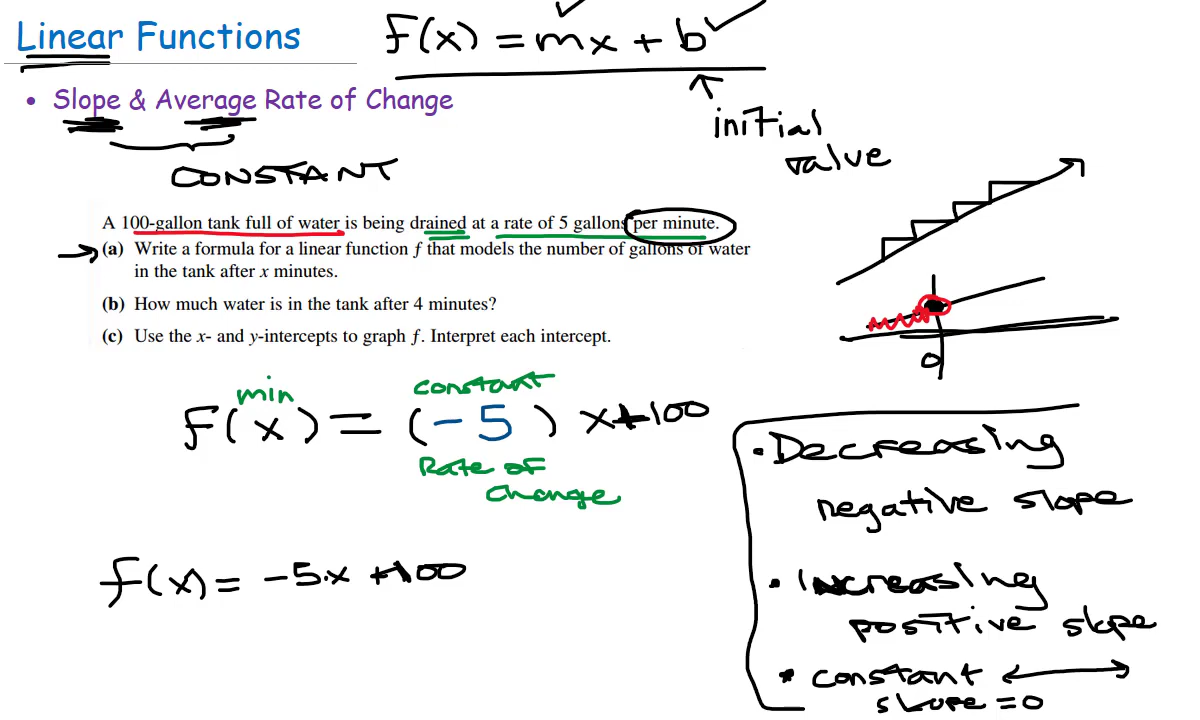 Linear Functions
f(x) = mx + b
• Slope & Average Rate of Change
initial
value
CONSTANT
A 100-gallon tank full of water is being drained at a rate of 5 gallons per minute.
(a) Write a formula for a linear function f that models the number of gallons of water
in the tank after x minutes.
(b) How much water is in the tank after 4 minutes?
(c) Use the x- and y-intercepts to graph f. Interpret each intercept.
0
min
constant
f(x) = (-5) x + 100
Rate of
change
• Decreasing
negative slope
f(x) = -5·x + 100
• Increasing
positive slope
• constant
slope = 0